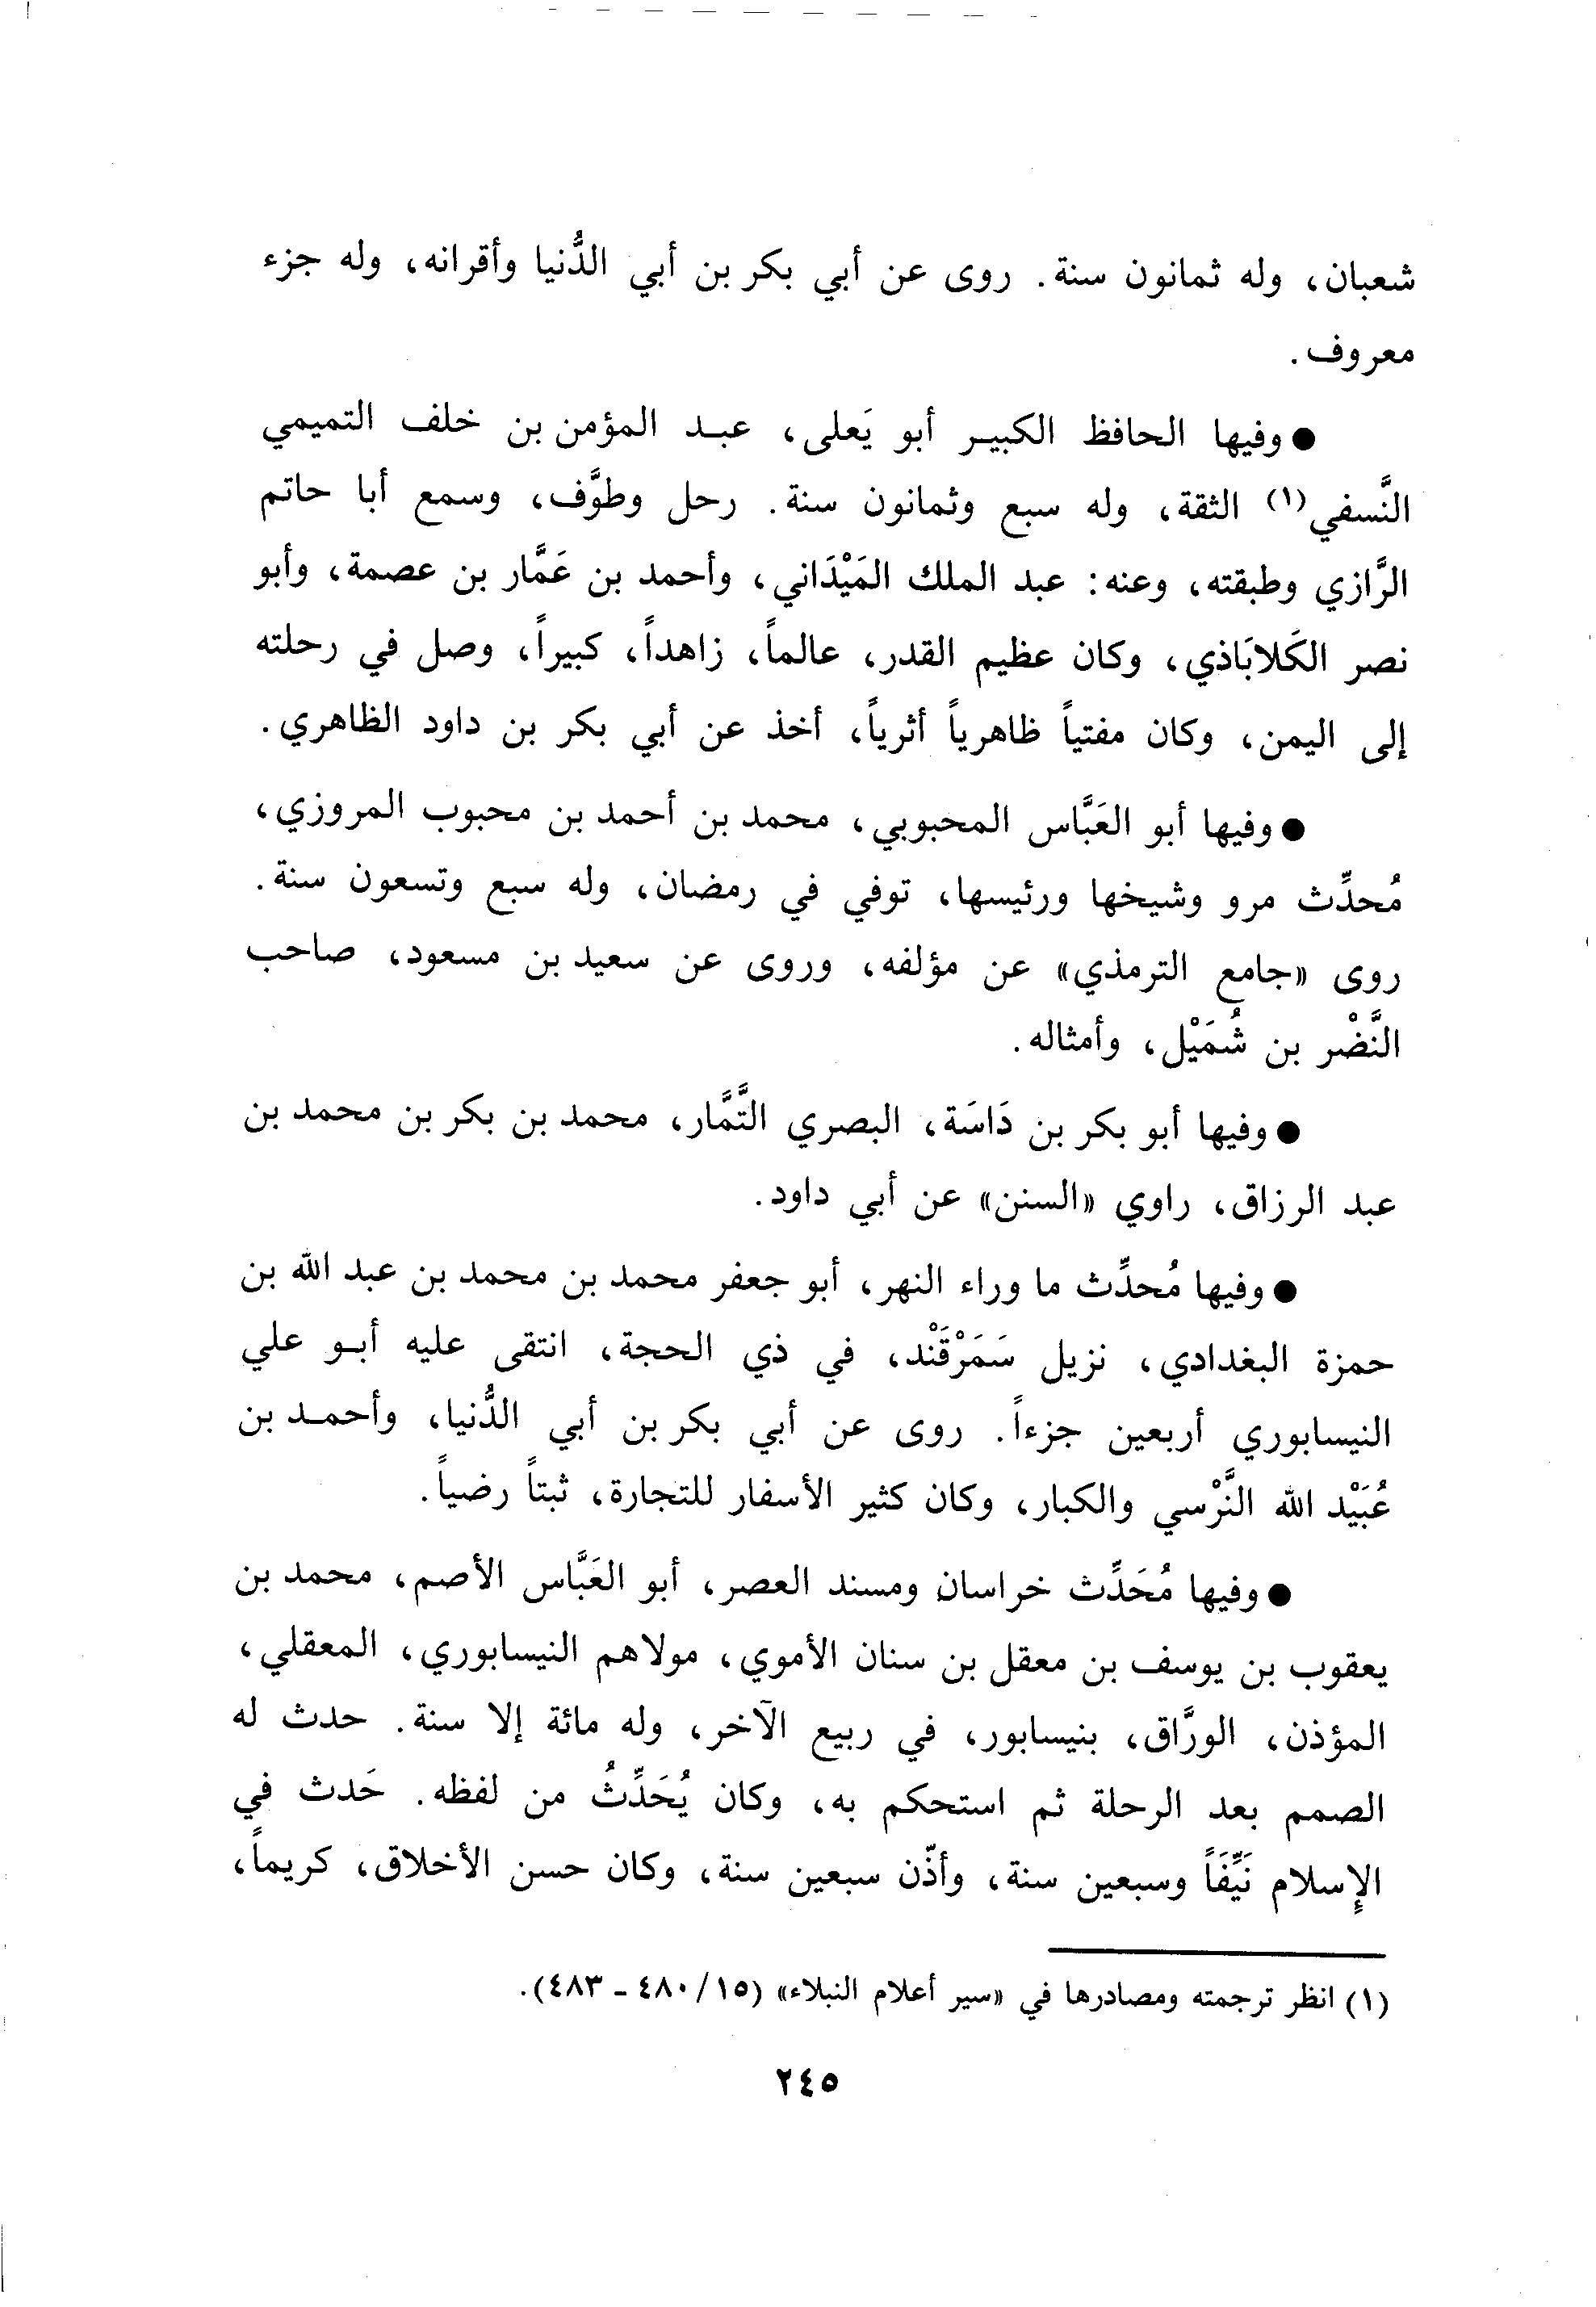 شعبان، وله ثمانون سنة. روى عن أبي بكر بن أبي الدُّنيا وأقرانه، وله جزء
معروف.
● وفيها الحافظ الكبير أبو يَعلى، عبد المؤمن بن خلف التميمي
النَّسفي(١) الثقة، وله سبع وثمانون سنة. رحل وطوَّف، وسمع أبا حاتم
الرَّازي وطبقته، وعنه: عبد الملك المَيْدَاني، وأحمد بن عَمَّار بن عصمة، وأبو
نصر الكَلابَاذي، وكان عظيم القدر، عالماً، زاهداً، كبيراً، وصل في رحلته
إلى اليمن، وكان مفتياً ظاهرياً أثرياً، أخذ عن أبي بكر بن داود الظاهري.
● وفيها أبو العَبَّاس المحبوبي، محمد بن أحمد بن محبوب المروزي،
مُحدِّث مرو وشيخها ورئيسها، توفي في رمضان، وله سبع وتسعون سنة.
روى «جامع الترمذي» عن مؤلفه، وروى عن سعيد بن مسعود، صاحب
النَّضْر بن شُمَيْل، وأمثاله.
● وفيها أبو بكر بن دَاسَة، البصري التَّمَّار، محمد بن بكر بن محمد بن
عبد الرزاق، راوي «السنن» عن أبي داود.
● وفيها مُحدِّث ما وراء النهر، أبو جعفر محمد بن محمد بن عبد الله بن
حمزة البغدادي، نزيل سَمَرْقَنْد، في ذي الحجة، انتقى عليه أبو علي
النيسابوري أربعين جزءاً. روى عن أبي بكر بن أبي الدُّنيا، وأحمد بن
عُبَيْد الله النَّرْسي والكبار، وكان كثير الأسفار للتجارة، ثبتاً رضياً.
● وفيها مُحَدِّث خراسان ومسند العصر، أبو العَبَّاس الأصم، محمد بن
يعقوب بن يوسف بن معقل بن سنان الأموي، مولاهم النيسابوري، المعقلي،
المؤذن، الورَّاق، بنيسابور، في ربيع الآخر، وله مائة إلا سنة. حدث له
الصمم بعد الرحلة ثم استحكم به، وكان يُحَدِّثُ من لفظه. حَدث في
الإسلام نَيِّفَاً وسبعين سنة، وأذّن سبعين سنة، وكان حسن الأخلاق، كريماً،
(١) انظر ترجمته ومصادرها في «سير أعلام النبلاء» (١٥/٤٨٠ - ٤٨٣).
٢٤٥